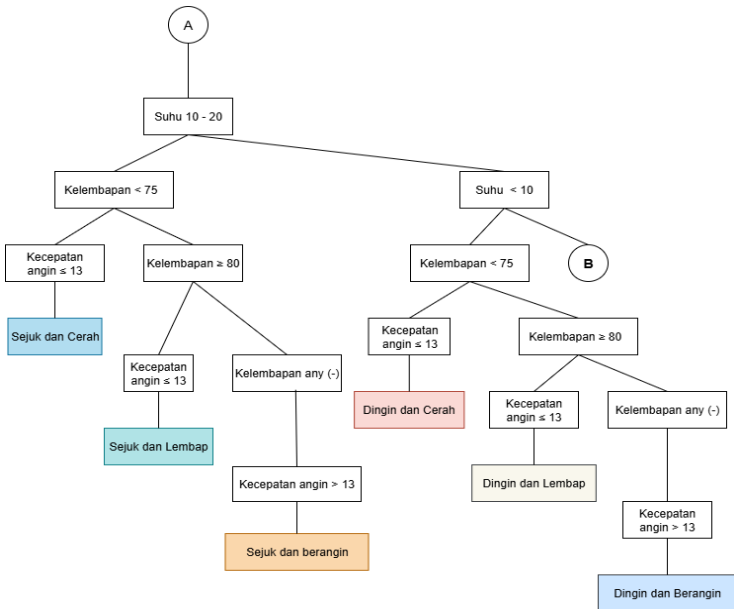 A
Suhu 10 - 20
Kelembapan < 75
Suhu < 10
Kecepatan
angin ≤ 13
Kelembapan ≥ 80
Kelembapan < 75
B
Sejuk dan Cerah
Kecepatan
angin ≤ 13
Kelembapan ≥ 80
Kecepatan
angin ≤ 13
Kelembapan any (-)
Dingin dan Cerah
Kecepatan
angin ≤ 13
Kelembapan any (-)
Sejuk dan Lembap
Kecepatan angin > 13
Dingin dan Lembap
Kecepatan
angin > 13
Sejuk dan berangin
Dingin dan Berangin